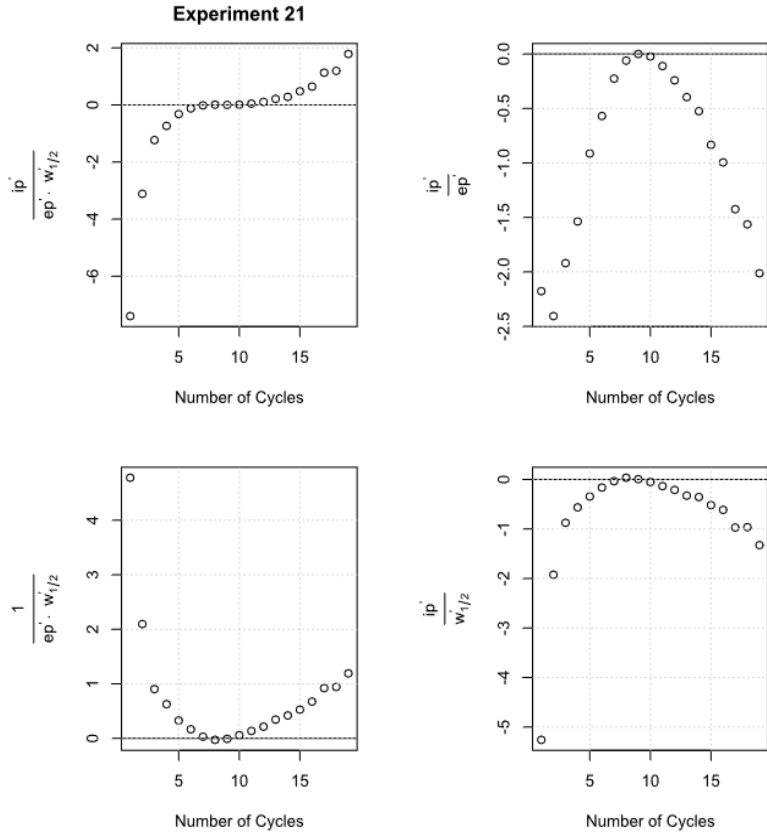 Experiment 21
2
0
-2
-4
-6
ip'
ep' · w'1/2
5 10 15
Number of Cycles
0.0
-0.5
-1.0
-1.5
-2.0
-2.5
ip'
ep'
5 10 15
Number of Cycles
4
3
2
1
0
1
ep' · w'1/2
5 10 15
Number of Cycles
0
-1
-2
-3
-4
-5
ip'
w'1/2
5 10 15
Number of Cycles